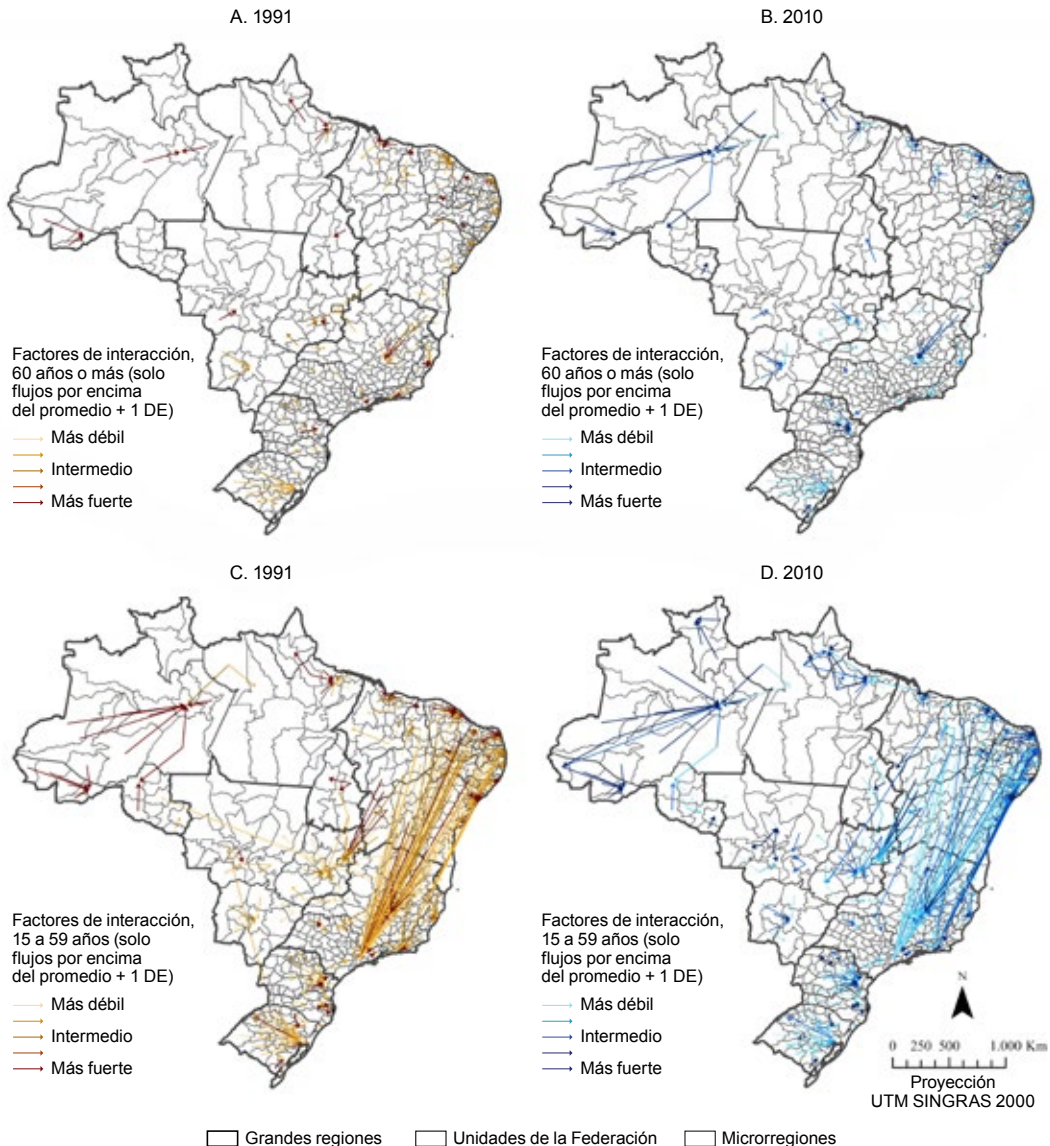 A. 1991
B. 2010
Factores de interacción,
60 años o más (solo
flujos por encima
del promedio + 1 DE)
Más débil
Intermedio
Más fuerte
Factores de interacción,
60 años o más (solo
flujos por encima
del promedio + 1 DE)
Más débil
Intermedio
Más fuerte
C. 1991
D. 2010
Factores de interacción,
15 a 59 años (solo
flujos por encima
del promedio + 1 DE)
Más débil
Intermedio
Más fuerte
Factores de interacción,
15 a 59 años (solo
flujos por encima
del promedio + 1 DE)
Más débil
Intermedio
Más fuerte
N
0 250 500 1.000 Km
Proyección
UTM SINGRAS 2000
Grandes regiones Unidades de la Federación Microrregiones